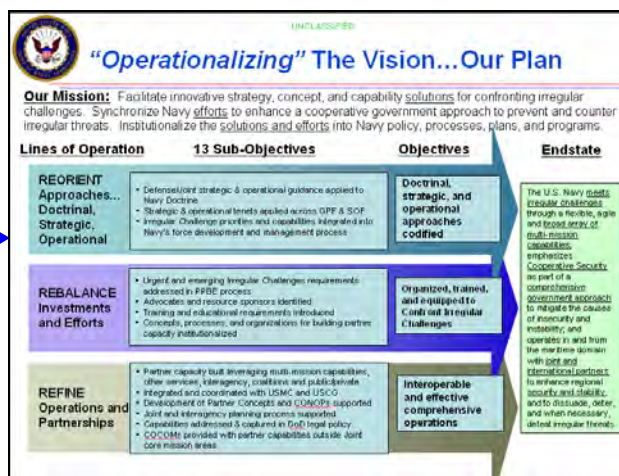 UNCLASSIFIED
"Operationalizing" The Vision...Our Plan
Our Mission: Facilitate innovative strategy, concept, and capability solutions for confronting irregular
challenges. Synchronize Navy efforts to enhance a cooperative government approach to prevent and counter
irregular threats. Institutionalize the solutions and efforts into Navy policy, processes, plans, and programs.
Lines of Operation
13 Sub-Objectives
Objectives
Endstate
REORIENT
Approaches...
Doctrinal,
Strategic,
Operational
• Defense/Joint strategic & operational guidance applied to
Navy Doctrine
• Strategic & operational tenets applied across GPF & SOF
• Irregular Challenge priorities and capabilities integrated into
Navy's force development and management process
Doctrinal,
strategic, and
operational
approaches
codified
REBALANCE
Investments
and Efforts
• Urgent and emerging Irregular Challenges requirements
addressed in PPBE process
• Advocates and resource sponsors identified
• Training and educational requirements introduced
• Concepts, processes, and organizations for building partner
capacity institutionalized
Organized, trained,
and equipped to
Confront Irregular
Challenges
REFINE
Operations and
Partnerships
• Partner capacity built leveraging multi-mission capabilities,
other services, interagency, coalitions and public/private
• Integrated and coordinated with USMC and USCG
• Development of Partner Concepts and CONOPs supported
• Joint and interagency planning process supported
• Capabilities addressed & captured in DoD legal policy
• COCOMs provided with partner capabilities outside Joint
core mission areas
Interoperable
and effective
comprehensive
operations
The U.S. Navy meets
irregular challenges
through a flexible, agile
and broad array of
multi-mission
capabilities,
emphasizes
Cooperative Security
as part of a
comprehensive
government approach
to mitigate the causes
of insecurity and
instability; and
operates in and from
the maritime domain
with joint and
international partners
to enhance regional
security and stability,
and to dissuade, deter,
and when necessary,
defeat irregular threats.